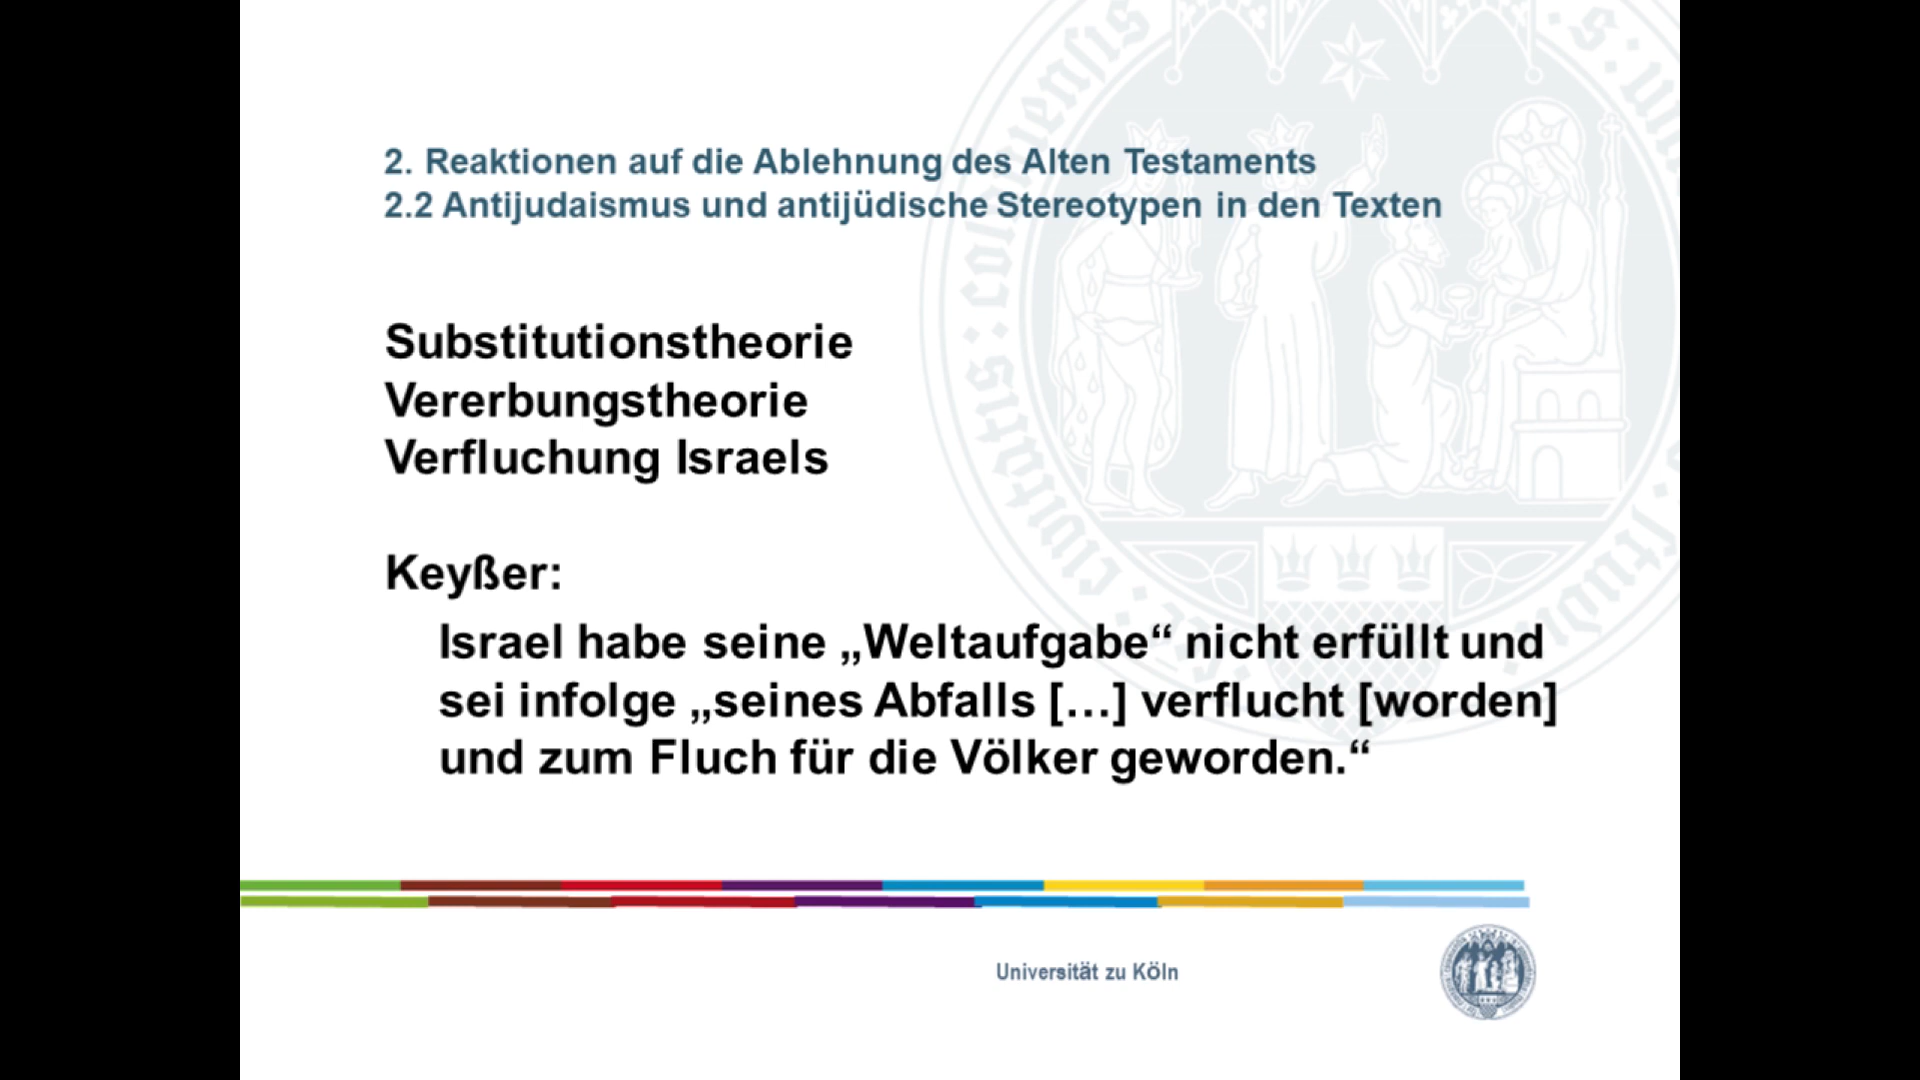 2. Reaktionen auf die Ablehnung des Alten Testaments
2.2 Antijudaismus und antijüdische Stereotypen in den Texten
Substitutionstheorie
Vererbungstheorie
Verfluchung Israels
Keyßer:
Israel habe seine „Weltaufgabe“ nicht erfüllt und
sei infolge „seines Abfalls […] verflucht [worden]
und zum Fluch für die Völker geworden.“
Universität zu Köln